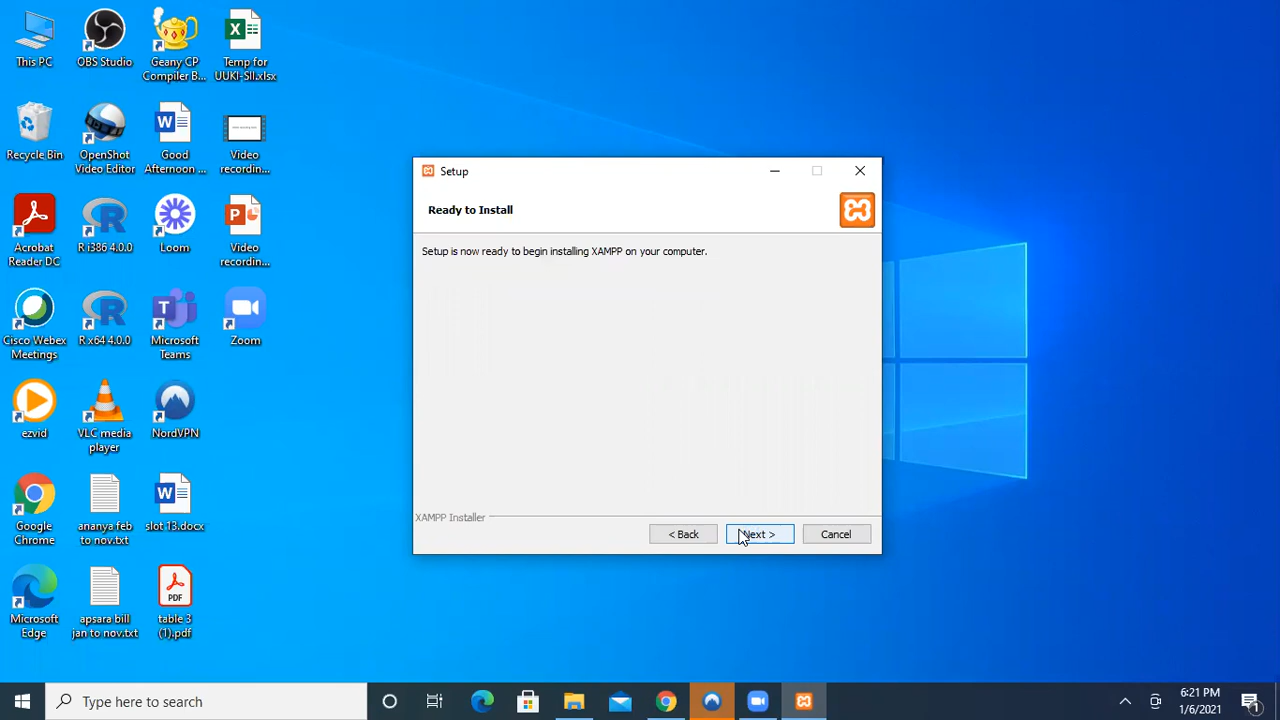 This PC
OBS Studio
Geany CP
Compiler B...
Temp for
UUKI-SII.xlsx
Recycle Bin
OpenShot
Video Editor
Good
Afternoon ...
Video
recordin...
Acrobat
Reader DC
R i386 4.0.0
Loom
Video
recordin...
Cisco Webex
Meetings
R x64 4.0.0
Microsoft
Teams
Zoom
ezvid
VLC media
player
NordVPN
Google
Chrome
ananya feb
to nov.txt
slot 13.docx
Microsoft
Edge
apsara bill
jan to nov.txt
PDF
table 3
(1).pdf
Setup
Ready to Install
Setup is now ready to begin installing XAMPP on your computer.
XAMPP Installer
< Back
Next >
Cancel
Type here to search
6:21 PM
1/6/2021
1